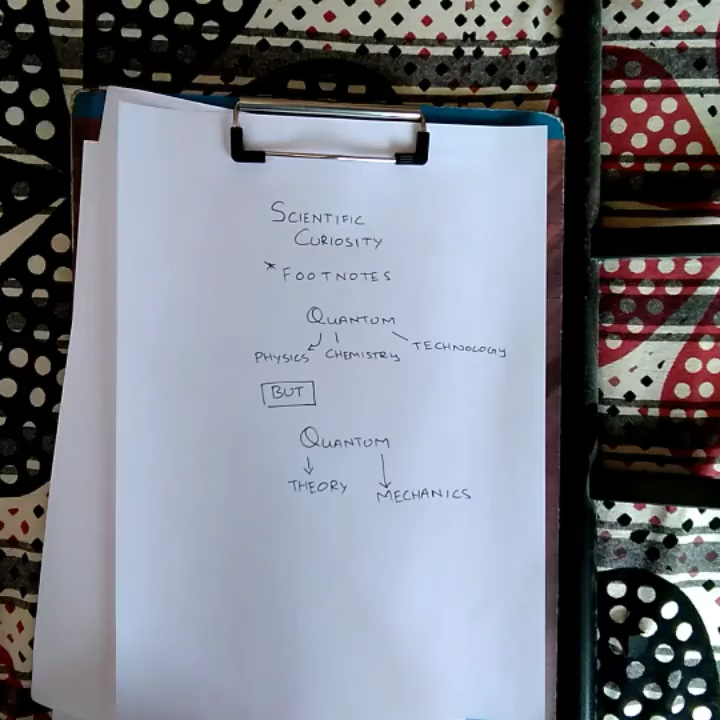 SCIENTIFIC
CURIOSITY
* FOOTNOTES
QUANTUM
PHYSICS CHEMISTRY TECHNOLOGY
BUT
QUANTUM
THEORY MECHANICS